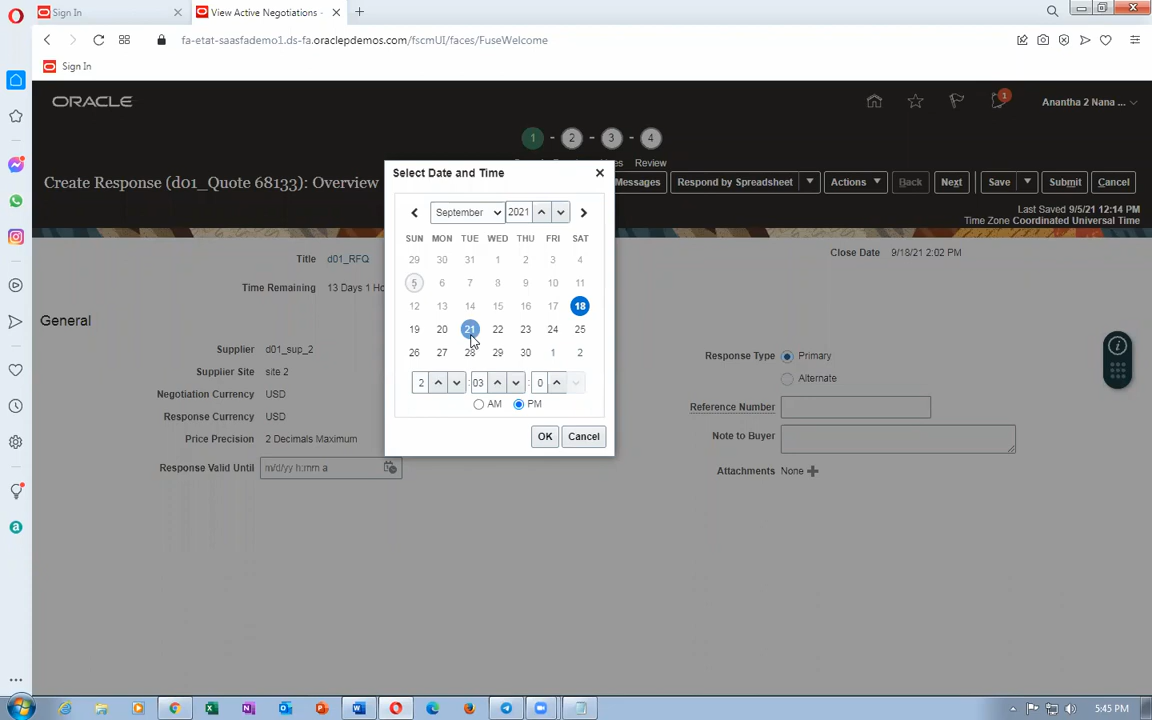 Sign In
View Active Negotiations -
fa-etat-saasfademo1.ds-fa.oraclepdemos.com/fscmUI/faces/FuseWelcome
Sign In
ORACLE
1
Anantha 2 Nana ...
1 - 2 - 3 - 4
Review
Create Response (d01_Quote 68133): Overview
Messages
Respond by Spreadsheet
Actions
Back
Next
Save
Submit
Cancel
Last Saved 9/5/21 12:14 PM
Time Zone Coordinated Universal Time
Title d01_RFQ
Close Date 9/18/21 2:02 PM
Time Remaining 13 Days 1 H
General
Supplier d01_sup_2
Supplier Site site 2
Negotiation Currency USD
Response Currency USD
Price Precision 2 Decimals Maximum
Response Valid Until m/d/yy h:mm a
Response Type Primary
Alternate
Reference Number
Note to Buyer
Attachments None
Select Date and Time
September 2021
SUN MON TUE WED THU FRI SAT
29 30 31 1 2 3 4
5 6 7 8 9 10 11
12 13 14 15 16 17 18
19 20 21 22 23 24 25
26 27 28 29 30 1 2
2 : 03 : 0
AM PM
OK Cancel
5:45 PM